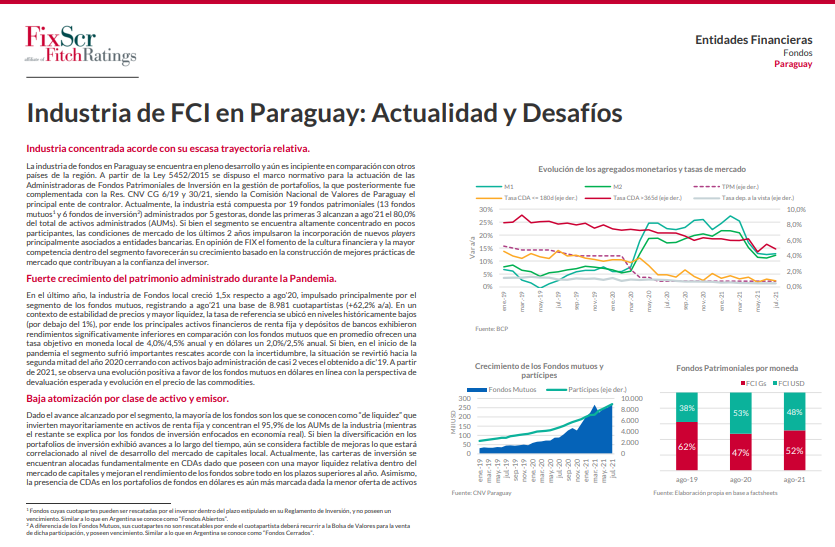 FixScr
affiliate of FitchRatings
Entidades Financieras
Fondos
Paraguay
Industria de FCI en Paraguay: Actualidad y Desafíos
Industria concentrada acorde con su escasa trayectoria relativa.
La industria de fondos en Paraguay se encuentra en pleno desarrollo y aún es incipiente en comparación con otros
países de la región. A partir de la Ley 5452/2015 se dispuso el marco normativo para la actuación de las
Administradoras de Fondos Patrimoniales de Inversión en la gestión de portafolios, la que posteriormente fue
complementada con la Res. CNV CG 6/19 y 30/21, siendo la Comisión Nacional de Valores de Paraguay el
principal ente de contralor. Actualmente, la industria está compuesta por 19 fondos patrimoniales (13 fondos
mutuos¹ y 6 fondos de inversión²) administrados por 5 gestoras, donde las primeras 3 alcanzan a ago'21 el 80,0%
del total de activos administrados (AUMs). Si bien el segmento se encuentra altamente concentrado en pocos
participantes, las condiciones de mercado de los últimos 2 años impulsaron la incorporación de nuevos players
principalmente asociados a entidades bancarias. En opinión de FIX el fomento de la cultura financiera y la mayor
competencia dentro del segmento favorecerán su crecimiento basado en la construcción de buenas prácticas de
mercado que contribuyan a la confianza del inversor.
Fuerte crecimiento del patrimonio administrado durante la Pandemia.
En el último año, la industria de Fondos local creció 1,5x respecto a ago'20, impulsado principalmente por el
segmento de los fondos mutuos, registrando a ago'21 una base de 8.981 cuotapartistas (+62,2% a/a). En un
contexto de estabilidad de precios y mayor liquidez, la tasa de referencia se ubicó en niveles históricamente bajos
(por debajo del 1%), por ende los principales activos financieros de renta fija y depósitos de bancos exhibieron
rendimientos significativamente inferiores en comparación con los fondos mutuos que en promedio ofrecen una
tasa objetivo en moneda local de 4,0%/4,5% anual y en dólares un 2,0%/2,5% anual. Si bien, en el inicio de la
pandemia el segmento sufrió importantes rescates acorde con la incertidumbre, la situación se revirtió hacia la
segunda mitad del año 2020 cerrando con activos bajo administración de casi 2 veces el obtenido a dic'19. A partir
de 2021, se observa una evolución positiva a favor de los fondos mutuos en dólares en línea con la perspectiva de
devaluación esperada y evolución en el precio de las commodities.
Baja atomización por clase de activo y emisor.
Dado el avance alcanzado por el segmento, la mayoría de los fondos son los que se conocen como "de liquidez" que
invierten mayoritariamente en activos de renta fija y concentran el 95,9% de los AUMs de la industria (mientras
el restante se explica por los fondos de inversión enfocados en economía real). Si bien la diversificación en los
portafolios de inversión exhibió avances a lo largo del tiempo, aún se considera factible de mejoras lo que estará
correlacionado al nivel de desarrollo del mercado de capitales local. Actualmente, las carteras de inversión se
encuentran alocadas fundamentalmente en CDAs dado que poseen con una mayor liquidez relativa dentro del
mercado de capitales y mejoran el rendimiento de los fondos sobre todo en los plazos superiores al año. Asimismo,
la presencia de CDAs en los portafolios de fondos en dólares es aún más marcada dada la menor oferta de activos
¹ Fondos cuyas cuotapartes pueden ser rescatadas por el inversor dentro del plazo estipulado en su Reglamento de Inversión, y no poseen un
vencimiento. Similar a lo que en Argentina se conoce como "Fondos Abiertos".
² A diferencia de los Fondos Mutuos, sus cuotapartes no son rescatables por ende el cuotapartista deberá recurrir a la Bolsa de Valores para la venta
de dicha participación, y poseen vencimiento. Similar a lo que en Argentina se conoce como "Fondos Cerrados".
Evolución de los agregados monetarios y tasas de
mercado
M1 M2 TPM (eje der.)
Tasa CDA <= 180d (eje der.) Tasa CDA >365d (eje der.) Tasa dep. a la vista (eje der.)
30% 10,0%
25% 8,0%
20% 6,0%
15%
10% 4,0%
5% 2,0%
0% 0,0%
Var a/a
ene.-19 mar.-19 may.-19 jul.-19 sep.-19 nov.-19 ene.-20 mar.-20 may.-20 jul.-20 sep.-20 nov.-20 ene.-21 mar.-21 may.-21 jul.-21
Fuente: BCP
Crecimiento de los Fondos mutuos y
partícipes
Fondos Mutuos Partícipes (eje der.)
300 10.000
250 8.000
200 6.000
150
100 4.000
50 2.000
0 0
MillUSD
ene.-19 mar.-19 may.-19 jul.-19 sep.-19 nov.-19 ene.-20 mar.-20 may.-20 jul.-20 sep.-20 nov.-20 ene.-21 mar.-21 may.-21 jul.-21
Fuente: CNV Paraguay
Fondos Patrimoniales por moneda
FCI Gs FCI USD
38% 53% 48%
62% 47% 52%
ago-19 ago-20 ago-21
Fuente: Elaboración propia en base a factsheets